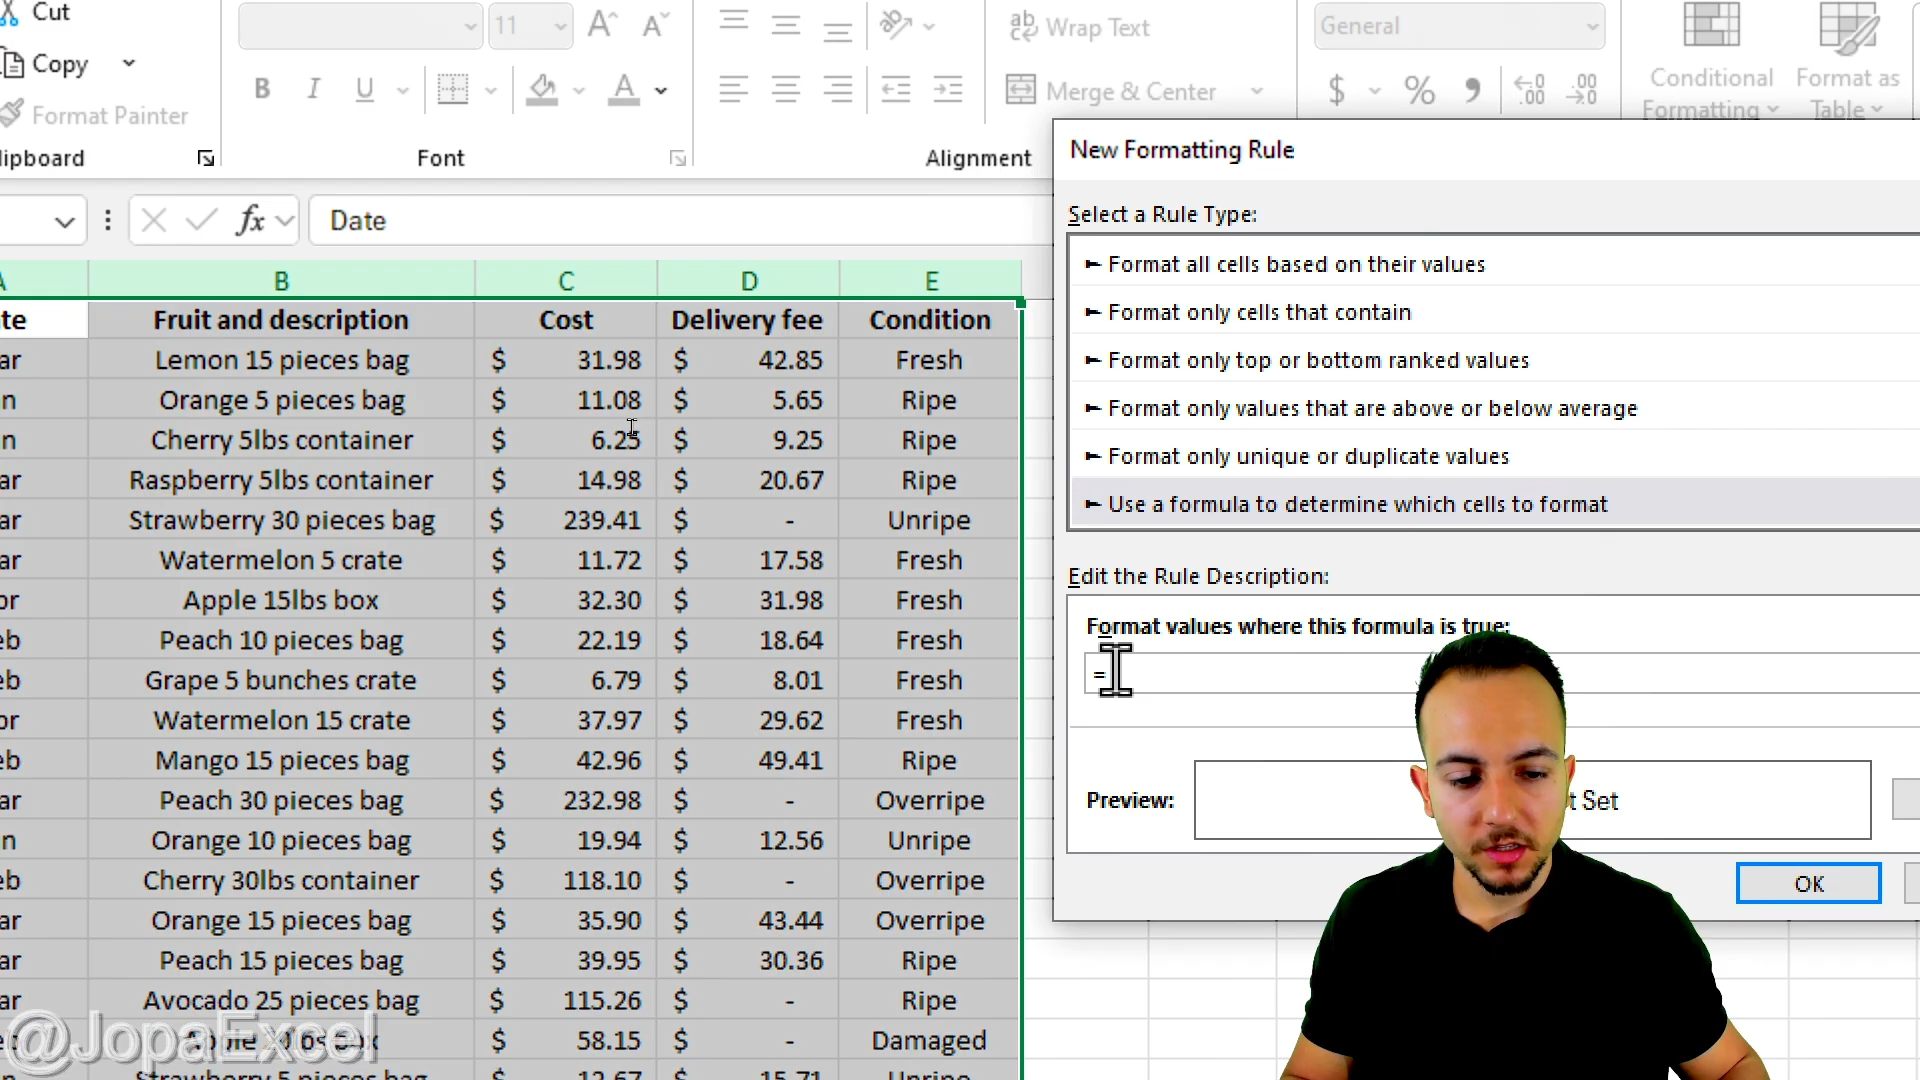 Cut
11
Wrap Text
General
Copy
B I U
Merge & Center
$ % ,
Conditional Formatting
Format as Table
Format Painter
lipboard
Font
Alignment
fx
Date
A B C D E
te Fruit and description Cost Delivery fee Condition
ar Lemon 15 pieces bag $ 31.98 $ 42.85 Fresh
n Orange 5 pieces bag $ 11.08 $ 5.65 Ripe
n Cherry 5lbs container $ 6.25 $ 9.25 Ripe
ar Raspberry 5lbs container $ 14.98 $ 20.67 Ripe
ar Strawberry 30 pieces bag $ 239.41 $ - Unripe
ar Watermelon 5 crate $ 11.72 $ 17.58 Fresh
or Apple 15lbs box $ 32.30 $ 31.98 Fresh
eb Peach 10 pieces bag $ 22.19 $ 18.64 Fresh
eb Grape 5 bunches crate $ 6.79 $ 8.01 Fresh
or Watermelon 15 crate $ 37.97 $ 29.62 Fresh
eb Mango 15 pieces bag $ 42.96 $ 49.41 Ripe
ar Peach 30 pieces bag $ 232.98 $ - Overripe
n Orange 10 pieces bag $ 19.94 $ 12.56 Unripe
eb Cherry 30lbs container $ 118.10 $ - Overripe
ar Orange 15 pieces bag $ 35.90 $ 43.44 Overripe
ar Peach 15 pieces bag $ 39.95 $ 30.36 Ripe
ar Avocado 25 pieces bag $ 115.26 $ - Ripe
$ 58.15 $ - Damaged
Strawberry 5 pieces bag $ 12.67 $ 15.71 Unripe
@JopaExcel
New Formatting Rule
Select a Rule Type:
► Format all cells based on their values
► Format only cells that contain
► Format only top or bottom ranked values
► Format only values that are above or below average
► Format only unique or duplicate values
► Use a formula to determine which cells to format
Edit the Rule Description:
Format values where this formula is true:
=
Preview:
t Set
OK